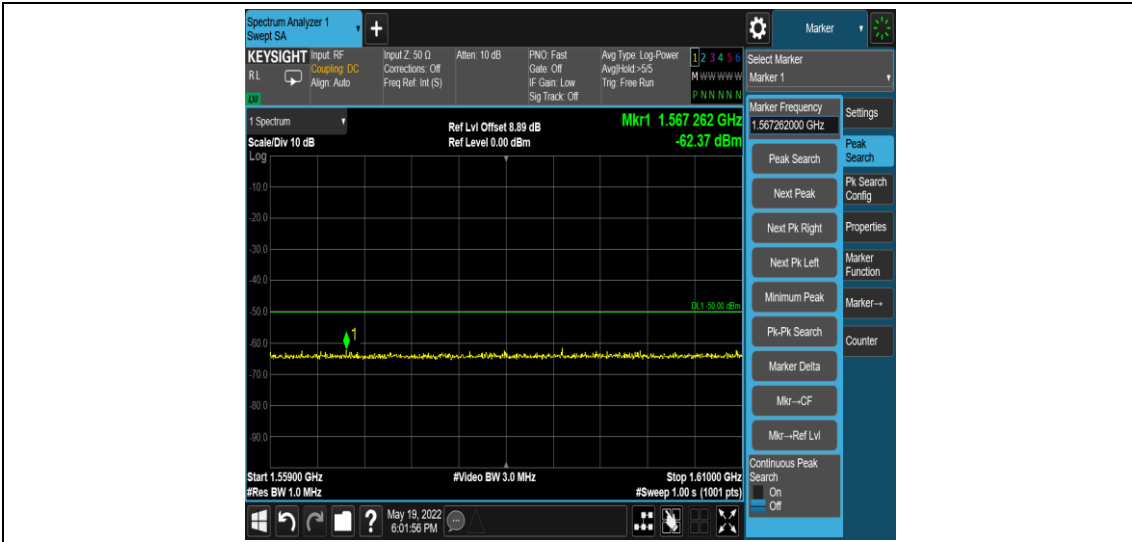 Spectrum Analyzer 1
Swept SA
+
Marker
KEYSIGHT
RL
LXI
Input: RF
Coupling: DC
Align: Auto
Input Z: 50 Ω
Corrections: Off
Freq Ref: Int (S)
Atten: 10 dB
PNO: Fast
Gate: Off
IF Gain: Low
Sig Track: Off
Avg Type: Log-Power
Avg|Hold:>5/5
Trig: Free Run
1 2 3 4 5 6
M W W W W W
P N N N N N
Select Marker
Marker 1
1 Spectrum
Scale/Div 10 dB
Log
Ref Lvl Offset 8.89 dB
Ref Level 0.00 dBm
Mkr1 1.567 262 GHz
-62.37 dBm
-10.0
-20.0
-30.0
-40.0
-50.0
-60.0
-70.0
-80.0
-90.0
DL1 -50.00 dBm
1
Start 1.55900 GHz
#Res BW 1.0 MHz
#Video BW 3.0 MHz
Stop 1.61000 GHz
#Sweep 1.00 s (1001 pts)
Marker Frequency
1.567262000 GHz
Peak Search
Next Peak
Next Pk Right
Next Pk Left
Minimum Peak
Pk-Pk Search
Marker Delta
Mkr→CF
Mkr→Ref Lvl
Continuous Peak
Search
On
Off
Settings
Peak
Search
Pk Search
Config
Properties
Marker
Function
Marker→
Counter
?
May 19, 2022
6:01:56 PM